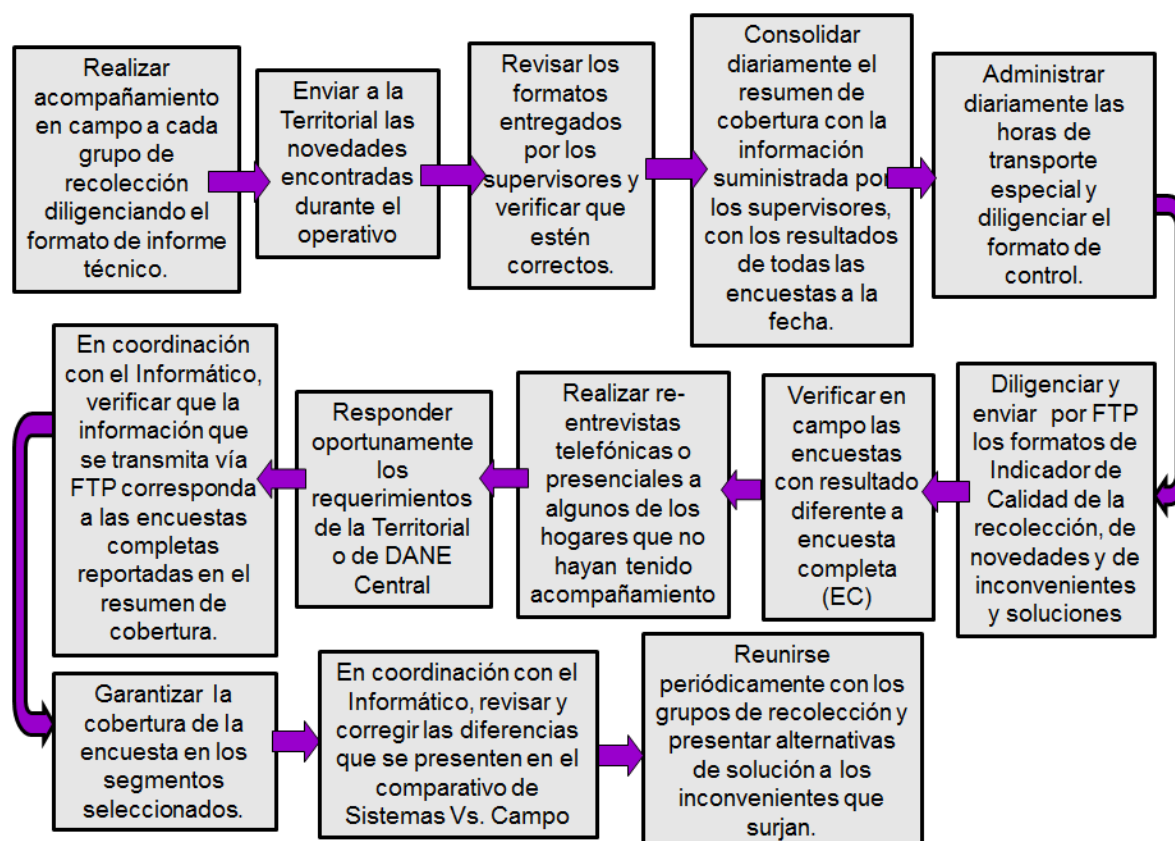 Realizar
acompañamiento
en campo a cada
grupo de
recolección
diligenciando el
formato de informe
técnico.
Enviar a la
Territorial las
novedades
encontradas
durante el
operativo
Revisar los
formatos
entregados
por los
supervisores y
verificar que
estén
correctos.
Consolidar
diariamente el
resumen de
cobertura con la
información
suministrada por
los supervisores,
con los resultados
de todas las
encuestas a la
fecha.
Administrar
diariamente las
horas de
transporte
especial y
diligenciar el
formato de
control.
Diligenciar y
enviar por FTP
los formatos de
Indicador de
Calidad de la
recolección, de
novedades y de
inconvenientes
y soluciones
Verificar en
campo las
encuestas
con resultado
diferente a
encuesta
completa
(EC)
Realizar re-
entrevistas
telefónicas o
presenciales a
algunos de los
hogares que no
hayan tenido
acompañamiento
Responder
oportunamente
los
requerimientos
de la Territorial
o de DANE
Central
En coordinación
con el Informático,
verificar que la
información que
se transmita vía
FTP corresponda
a las encuestas
completas
reportadas en el
resumen de
cobertura.
Garantizar la
cobertura de la
encuesta en los
segmentos
seleccionados.
En coordinación con el
Informático, revisar y
corregir las diferencias
que se presenten en el
comparativo de
Sistemas Vs. Campo
Reunirse
periódicamente con los
grupos de recolección y
presentar alternativas
de solución a los
inconvenientes que
surjan.